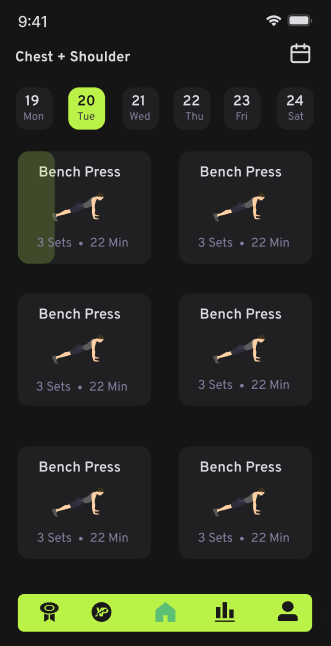 9:41
Chest + Shoulder
19 20 21 22 23 24
Mon Tue Wed Thu Fri Sat
Bench Press Bench Press
3 Sets • 22 Min 3 Sets • 22 Min
Bench Press Bench Press
3 Sets • 22 Min 3 Sets • 22 Min
Bench Press Bench Press
3 Sets • 22 Min 3 Sets • 22 Min
XP